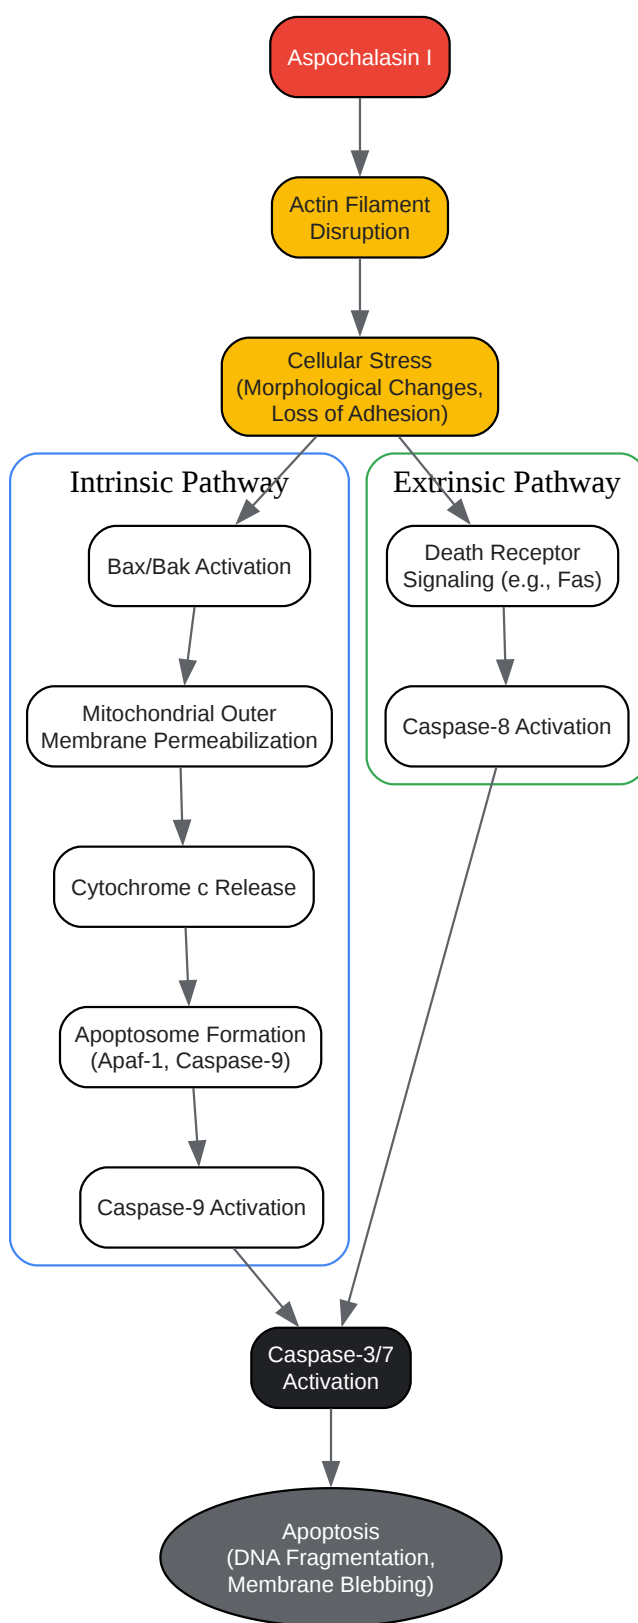 Aspochalasin I
Actin Filament
Disruption
Cellular Stress
(Morphological Changes,
Loss of Adhesion)
Intrinsic Pathway
Bax/Bak Activation
Mitochondrial Outer
Membrane Permeabilization
Cytochrome c Release
Apoptosome Formation
(Apaf-1, Caspase-9)
Caspase-9 Activation
Extrinsic Pathway
Death Receptor
Signaling (e.g., Fas)
Caspase-8 Activation
Caspase-3/7
Activation
Apoptosis
(DNA Fragmentation,
Membrane Blebbing)